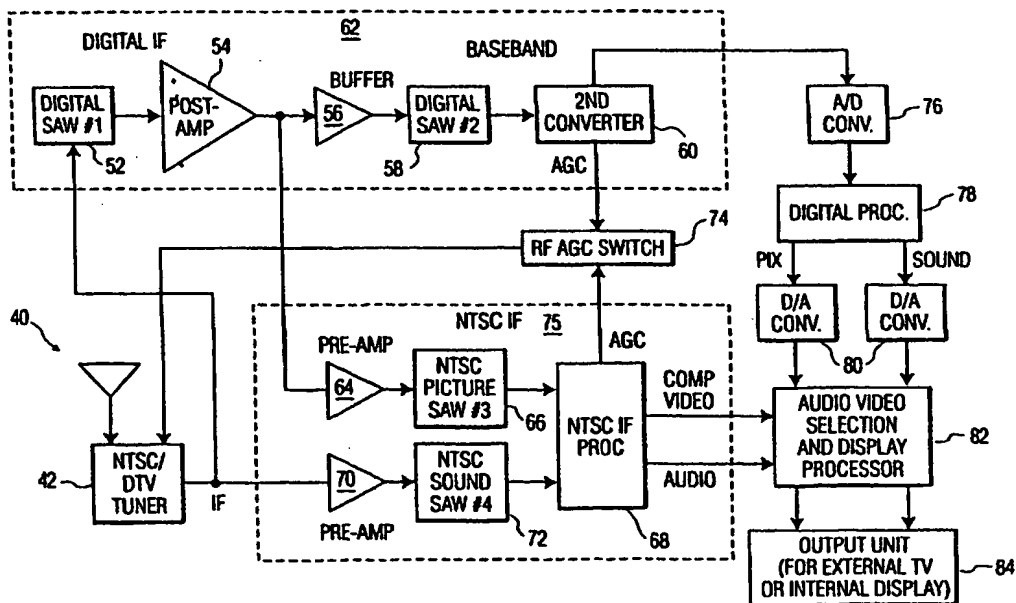 62
DIGITAL IF
54
BASEBAND
BUFFER
DIGITAL
SAW #1
52
POST-
AMP
56
DIGITAL
SAW #2
58
2ND
CONVERTER
60
AGC
A/D
CONV.
76
DIGITAL PROC.
78
PIX
SOUND
D/A
CONV.
D/A
CONV.
80
RF AGC SWITCH
74
40
NTSC IF
75
AGC
PRE-AMP
64
NTSC
PICTURE
SAW #3
66
NTSC IF
PROC
68
COMP
VIDEO
AUDIO
NTSC/
DTV
TUNER
42
IF
70
PRE-AMP
NTSC
SOUND
SAW #4
72
AUDIO VIDEO
SELECTION
AND DISPLAY
PROCESSOR
82
OUTPUT UNIT
(FOR EXTERNAL TV
OR INTERNAL DISPLAY)
84